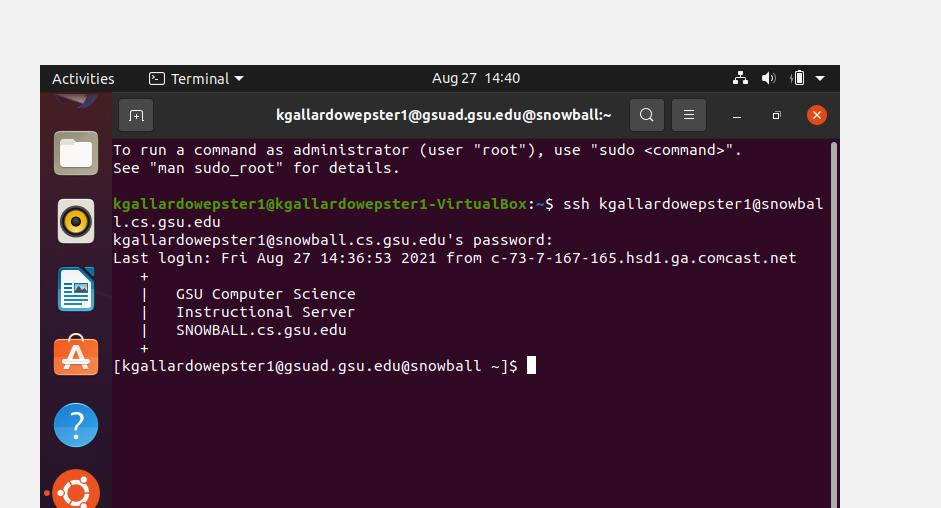 Activities Terminal Aug 27 14:40
kgallardowepster1@gsuad.gsu.edu@snowball:~
To run a command as administrator (user "root"), use "sudo <command>".
See "man sudo_root" for details.
kgallardowepster1@kgallardowepster1-VirtualBox:~$ ssh kgallardowepster1@snowbal
l.cs.gsu.edu
kgallardowepster1@snowball.cs.gsu.edu's password:
Last login: Fri Aug 27 14:36:53 2021 from c-73-7-167-165.hsd1.ga.comcast.net
+
| GSU Computer Science
| Instructional Server
| SNOWBALL.cs.gsu.edu
+
[kgallardowepster1@gsuad.gsu.edu@snowball ~]$